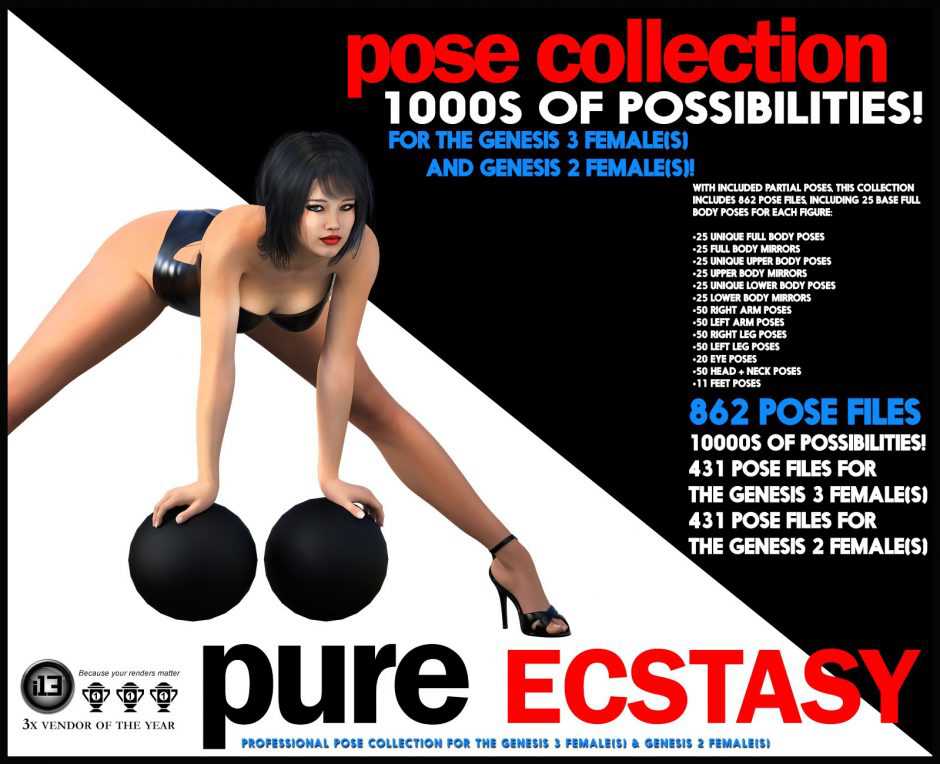 pose collection
1000S OF POSSIBILITIES!
FOR THE GENESIS 3 FEMALE(S)
AND GENESIS 2 FEMALE(S)!
WITH INCLUDED PARTIAL POSES, THIS COLLECTION
INCLUDES 862 POSE FILES, INCLUDING 25 BASE FULL
BODY POSES FOR EACH FIGURE:
•25 UNIQUE FULL BODY POSES
•25 FULL BODY MIRRORS
•25 UNIQUE UPPER BODY POSES
•25 UPPER BODY MIRRORS
•25 UNIQUE LOWER BODY POSES
•25 LOWER BODY MIRRORS
•50 RIGHT ARM POSES
•50 LEFT ARM POSES
•50 RIGHT LEG POSES
•50 LEFT LEG POSES
•20 EYE POSES
•50 HEAD + NECK POSES
•11 FEET POSES
862 POSE FILES
10000S OF POSSIBILITIES!
431 POSE FILES FOR
THE GENESIS 3 FEMALE(S)
431 POSE FILES FOR
THE GENESIS 2 FEMALE(S)
i13
Because your renders matter
3X VENDOR OF THE YEAR
pure ECSTASY
PROFESSIONAL POSE COLLECTION FOR THE GENESIS 3 FEMALE(S) & GENESIS 2 FEMALE(S)